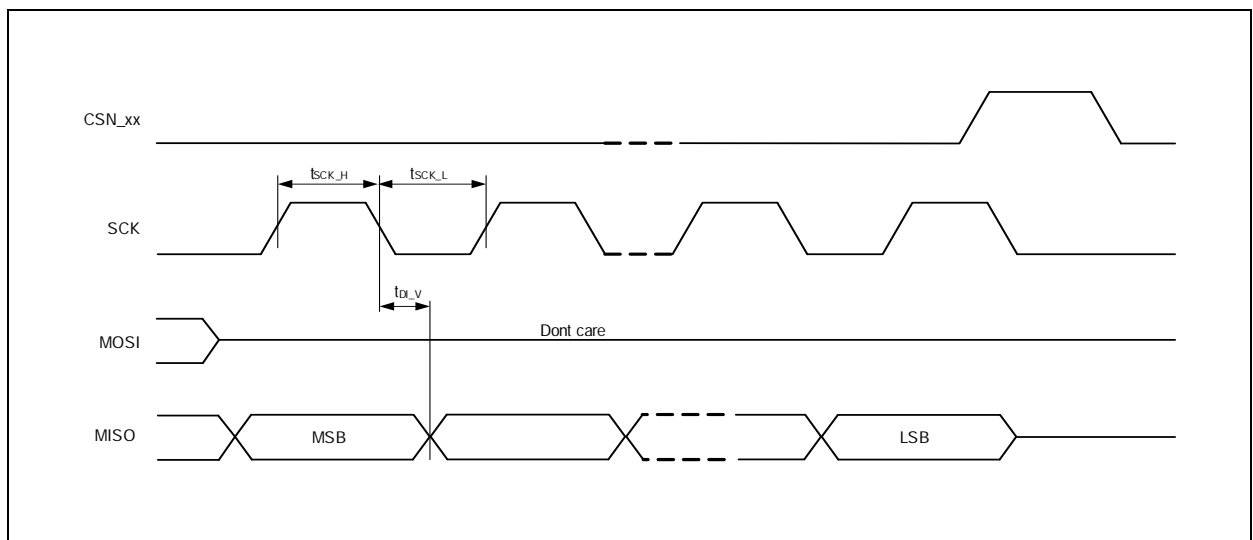 CSN_xx
tSCK_H
tSCK_L
SCK
tDI_V
Dont care
MOSI
MISO
MSB
LSB